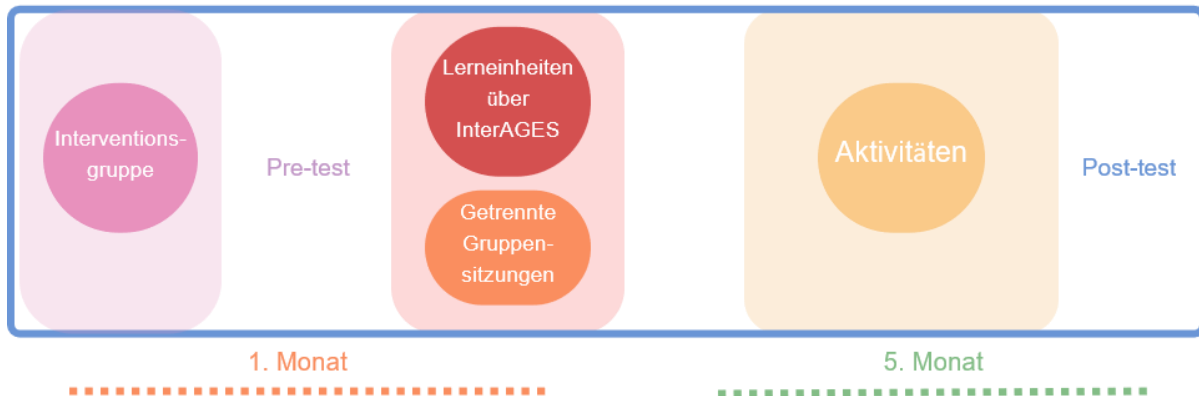 Interventions-
gruppe
Pre-test
Lerneinheiten
über
InterAGES
Getrennte
Gruppen-
sitzungen
Aktivitäten
Post-test
1. Monat
5. Monat